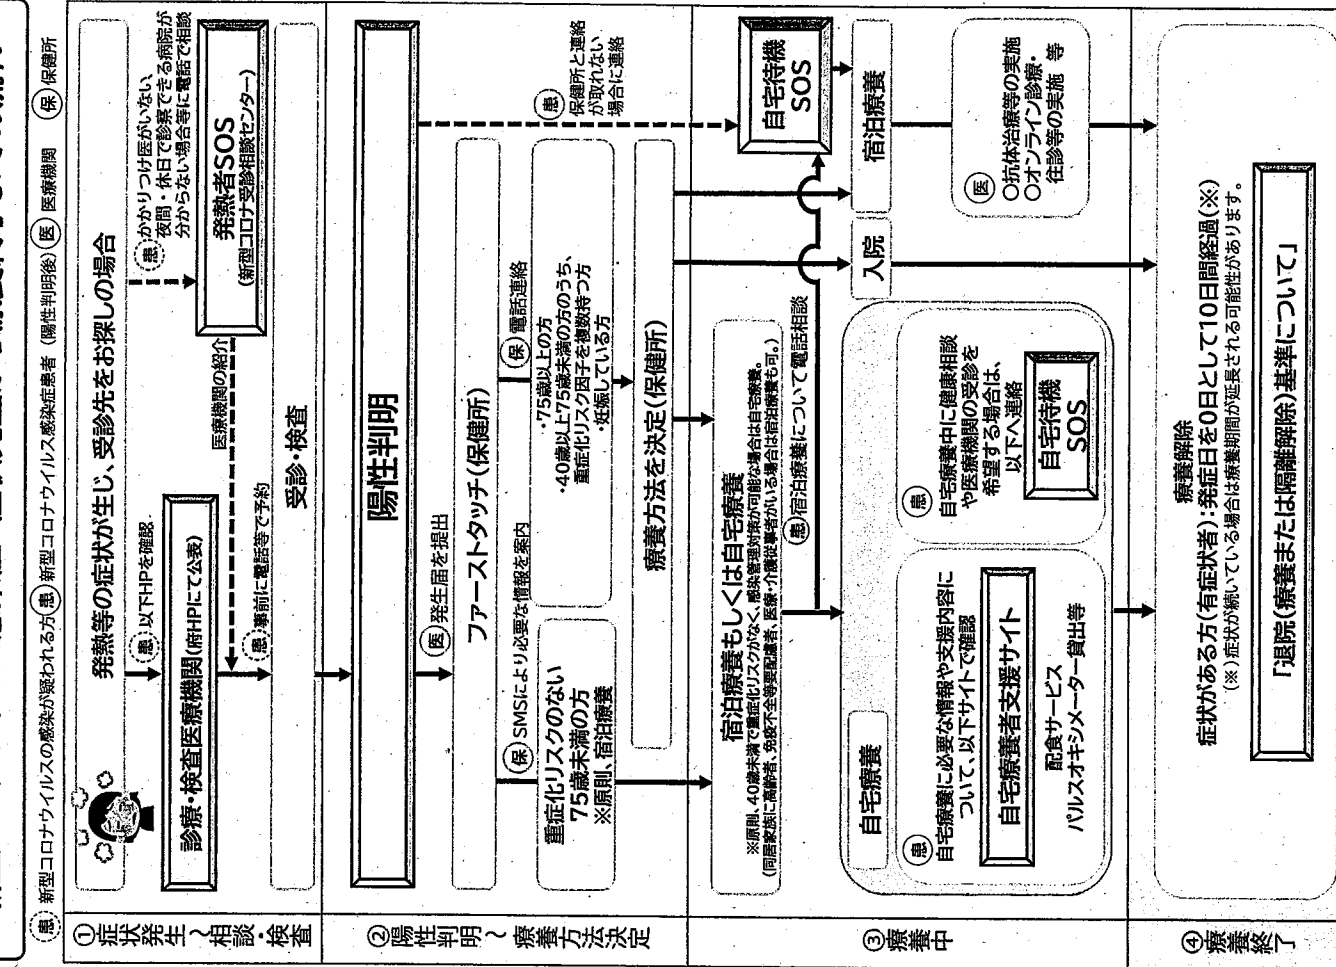 患 新型コロナウイルスの感染が疑われる方 患 新型コロナウイルス感染症患者（陽性判明後） 医 医療機関 保 保健所
①症状発生～相談・検査
発熱等の症状が生じ、受診先をお探しの場合
患 以下HPを確認
患 かかりつけ医がいない、
夜間・休日で診察できる病院が
分からない場合等に電話で相談
診療・検査医療機関(府HPにて公表)
医療機関の紹介
発熱者SOS
(新型コロナ受診相談センター)
患 事前に電話等で予約
受診・検査
②陽性判明～療養方法決定
陽性判明
医 発生届を提出
患 保健所と連絡
が取れない
場合に連絡
ファーストタッチ(保健所)
保 SMSにより必要な情報を案内
保 電話連絡
重症化リスクのない
75歳未満の方
※原則、宿泊療養
・75歳以上の方
・40歳以上75歳未満の方のうち、
重症化リスク因子を複数持つ方
・妊娠している方
療養方法を決定(保健所)
③療養中
宿泊療養もしくは自宅療養
※原則、40歳未満で重症化リスクがなく、感染管理対策が可能な場合は自宅療養。
(同居家族に高齢者、免疫不全等要配慮者、医療・介護従事者がいる場合は宿泊療養も可。)
患 宿泊療養について電話相談
自宅待機
SOS
自宅療養
患 自宅療養に必要な情報や支援内容に
ついて、以下サイトで確認
自宅療養者支援サイト
配食サービス
パルスオキシメーター貸出等
患 自宅療養中に健康相談
や医療機関の受診を
希望する場合は、
以下へ連絡
自宅待機
SOS
入院
宿泊療養
医
○抗体治療等の実施
○オンライン診療・
往診等の実施 等
④療養終了
療養解除
症状がある方(有症状者):発症日を0日として10日間経過(※)
(※)症状が続いている場合は療養期間が延長される可能性があります。
「退院(療養または隔離解除)基準について」